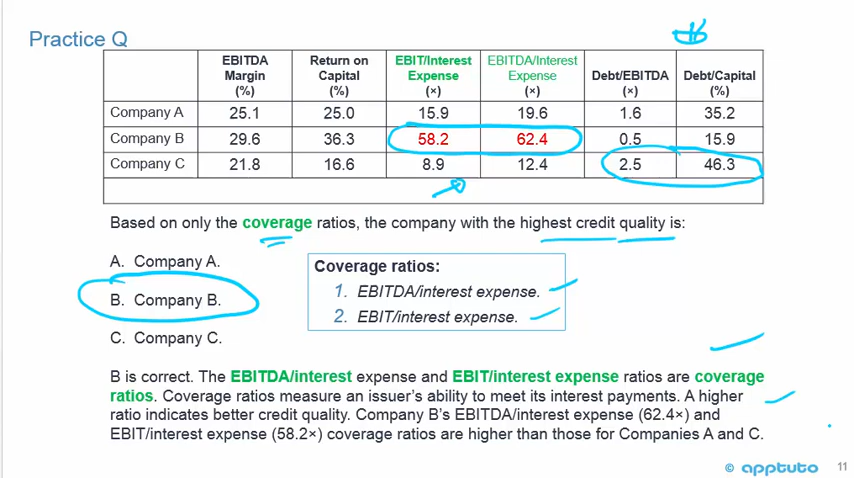 Practice Q
EBITDA Return on EBIT/Interest EBITDA/Interest
Margin Capital Expense Expense Debt/EBITDA Debt/Capital
(%) (%) (×) (×) (×) (%)
Company A 25.1 25.0 15.9 19.6 1.6 35.2
Company B 29.6 36.3 58.2 62.4 0.5 15.9
Company C 21.8 16.6 8.9 12.4 2.5 46.3
Based on only the coverage ratios, the company with the highest credit quality is:
A. Company A.
B. Company B.
C. Company C.
Coverage ratios:
1. EBITDA/interest expense.
2. EBIT/interest expense.
B is correct. The EBITDA/interest expense and EBIT/interest expense ratios are coverage
ratios. Coverage ratios measure an issuer's ability to meet its interest payments. A higher
ratio indicates better credit quality. Company B's EBITDA/interest expense (62.4×) and
EBIT/interest expense (58.2×) coverage ratios are higher than those for Companies A and C.
© apptuto 11